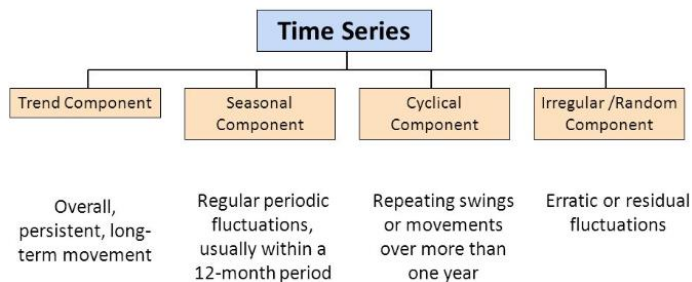 Time Series
Trend Component
Seasonal
Component
Cyclical
Component
Irregular /Random
Component
Overall,
persistent, long-
term movement
Regular periodic
fluctuations,
usually within a
12-month period
Repeating swings
or movements
over more than
one year
Erratic or residual
fluctuations